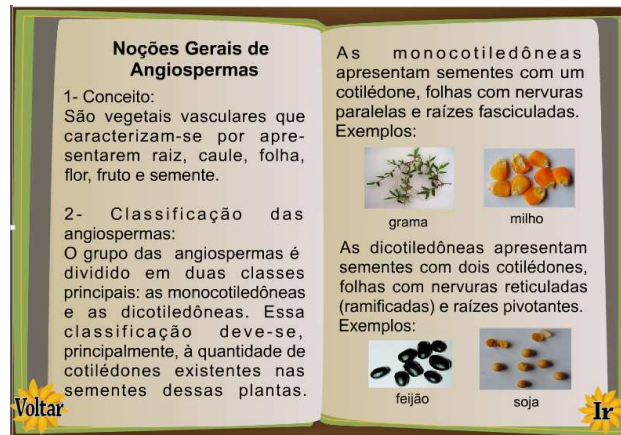 Noções Gerais de
Angiospermas
1- Conceito:
São vegetais vasculares que
caracterizam-se por apre-
sentarem raiz, caule, folha,
flor, fruto e semente.
2- Classificação das
angiospermas:
O grupo das angiospermas é
dividido em duas classes
principais: as monocotiledôneas
e as dicotiledôneas. Essa
classificação deve-se,
principalmente, à quantidade de
cotilédones existentes nas
sementes dessas plantas.
Voltar
As monocotiledôneas
apresentam sementes com um
cotilédone, folhas com nervuras
paralelas e raízes fasciculadas.
Exemplos:
grama
milho
As dicotiledôneas apresentam
sementes com dois cotilédones,
folhas com nervuras reticuladas
(ramificadas) e raízes pivotantes.
Exemplos:
feijão
soja
Ir